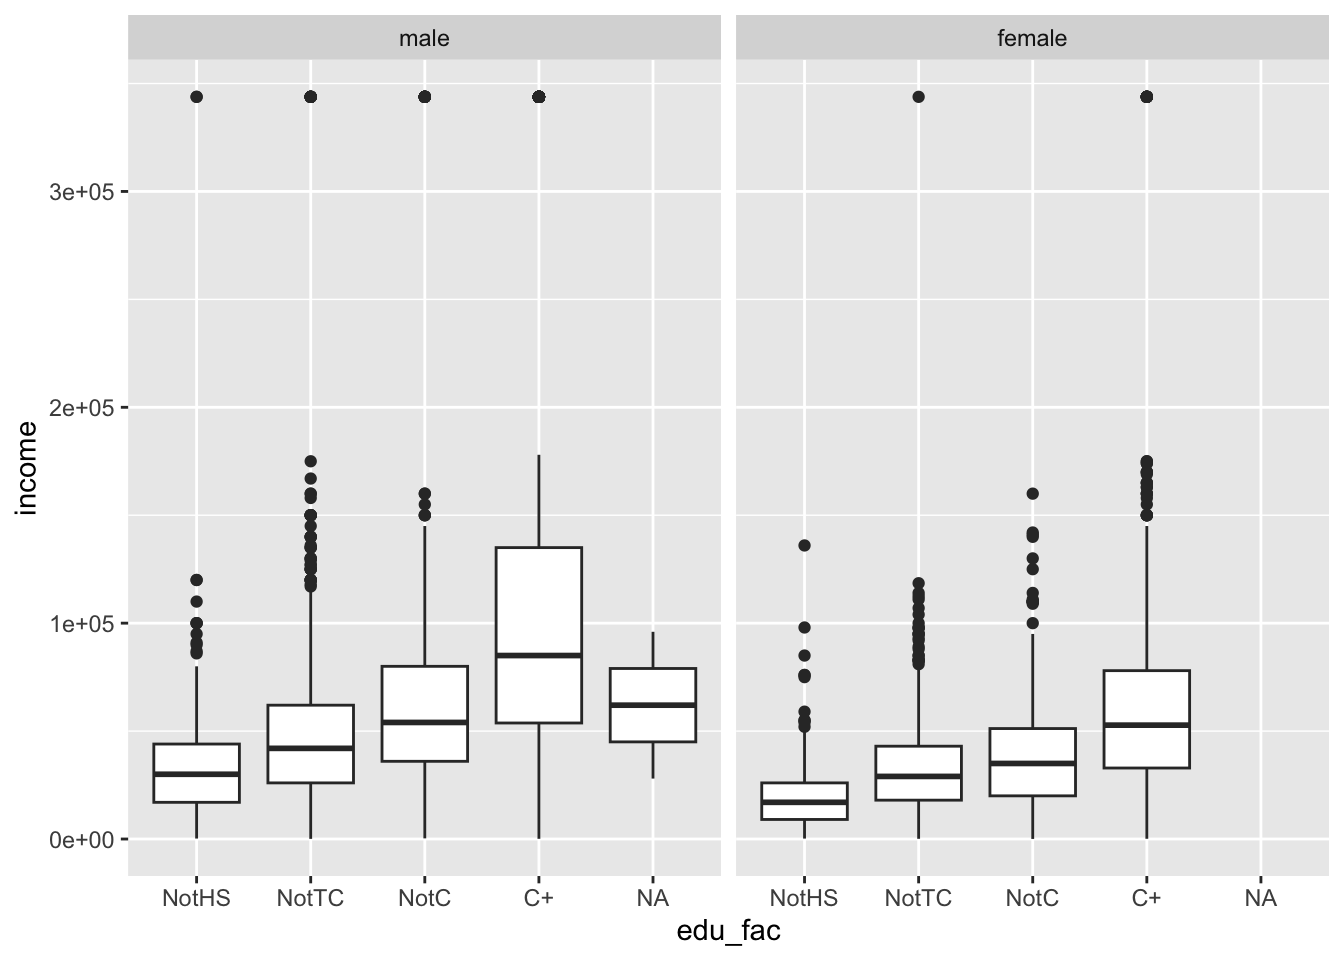 male female
3e+05
2e+05
1e+05
0e+00
income
NotHS NotTC NotC C+ NA NotHS NotTC NotC C+ NA
edu_fac